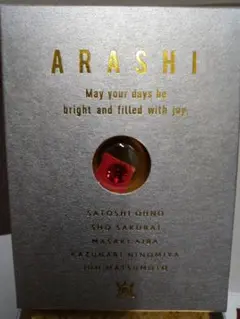 ARASHI
May your days be
bright and filled with joy.
SATOSHI OHNO
SHO SAKURAI
MASAKI AIBA
KAZUNARI NINOMIYA
JUN MATSUMOTO